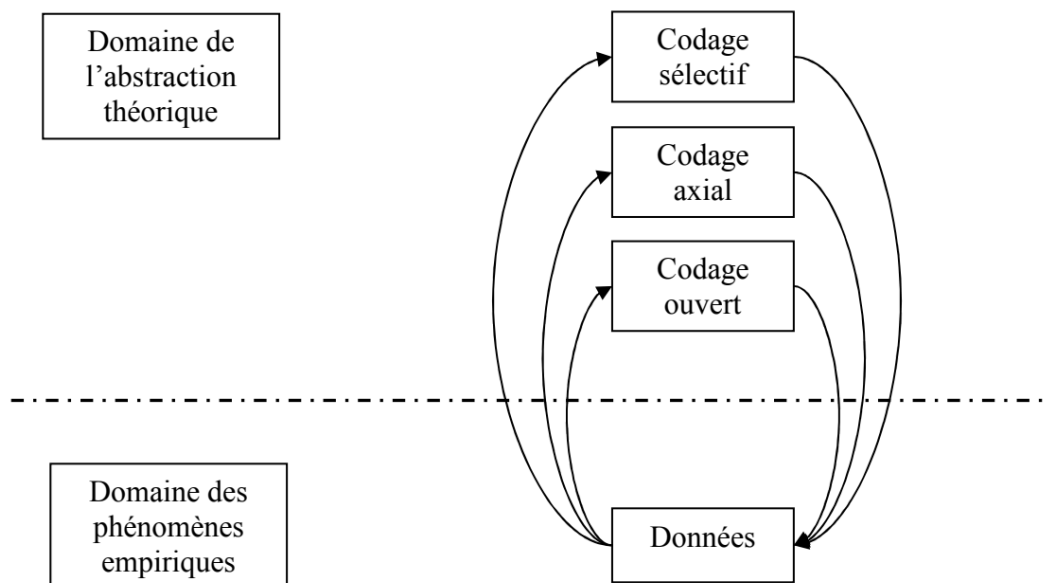 Domaine de
l’abstraction
théorique
Codage
sélectif
Codage
axial
Codage
ouvert
Domaine des
phénomènes
empiriques
Données